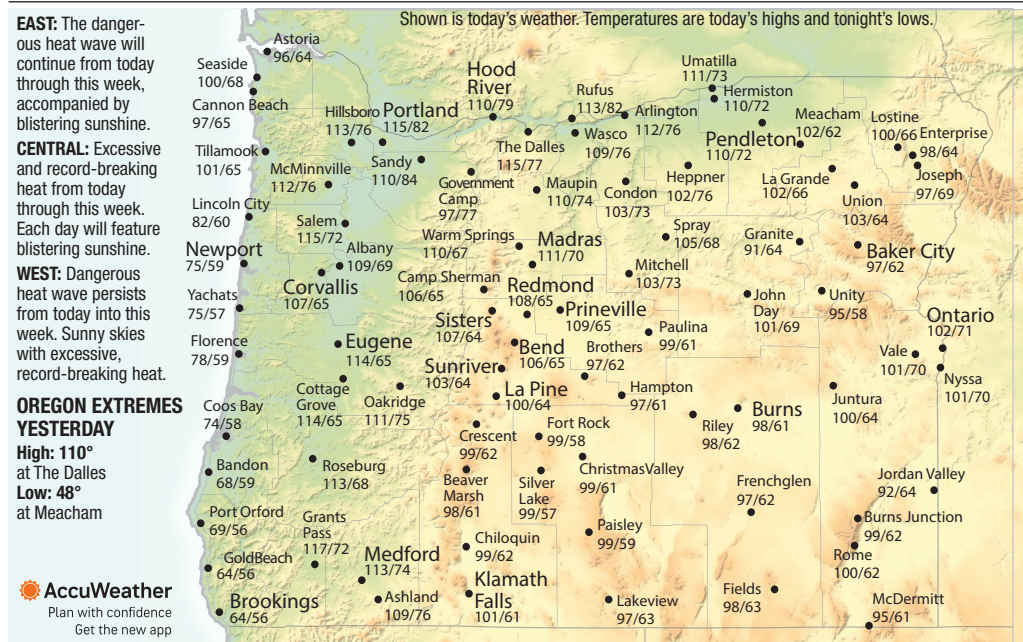 EAST: The danger-
ous heat wave will
continue from today
through this week,
accompanied by
blistering sunshine.
CENTRAL: Excessive
and record-breaking
heat from today
through this week.
Each day will feature
blistering sunshine.
WEST: Dangerous
heat wave persists
from today into this
week. Sunny skies
with excessive,
record-breaking heat.
OREGON EXTREMES
YESTERDAY
High: 110°
at The Dalles
Low: 48°
at Meacham
AccuWeather
Plan with confidence
Get the new app
Shown is today's weather. Temperatures are today's highs and tonight's lows.
Astoria
96/64
Seaside
100/68
Cannon Beach
97/65
Tillamook
101/65
Hillsboro
113/76
Portland
115/82
McMinnville
112/76
Sandy
110/84
Lincoln City
82/60
Salem
115/72
Newport
75/59
Albany
109/69
Corvallis
107/65
Yachats
75/57
Florence
78/59
Eugene
114/65
Cottage
Grove
114/65
Oakridge
111/75
Coos Bay
74/58
Bandon
68/59
Roseburg
113/68
Port Orford
69/56
Grants
Pass
117/72
GoldBeach
64/56
Medford
113/74
Brookings
64/56
Ashland
109/76
Hood
River
110/79
Rufus
113/82
Arlington
112/76
Umatilla
111/73
Hermiston
110/72
The Dalles
115/77
Wasco
109/76
Pendleton
110/72
Meacham
102/62
Lostine
100/66
Enterprise
98/64
Joseph
97/69
Government
Camp
97/77
Maupin
110/74
Condon
103/73
Heppner
102/76
La Grande
102/66
Union
103/64
Warm Springs
110/67
Madras
111/70
Spray
105/68
Granite
91/64
Baker City
97/62
Camp Sherman
106/65
Redmond
108/65
Mitchell
103/73
Sisters
107/64
Prineville
109/65
John
Day
101/69
Unity
95/58
Ontario
102/71
Bend
106/65
Brothers
97/62
Paulina
99/61
Vale
101/70
Nyssa
101/70
Sunriver
103/64
La Pine
100/64
Hampton
97/61
Riley
98/62
Burns
98/61
Juntura
100/64
Crescent
99/62
Fort Rock
99/58
ChristmasValley
99/61
Beaver
Marsh
98/61
Silver
Lake
99/57
Frenchglen
97/62
Jordan Valley
92/64
Chiloquin
99/62
Paisley
99/59
Burns Junction
99/62
Rome
100/62
Klamath
Falls
101/61
Lakeview
97/63
Fields
98/63
McDermitt
95/61